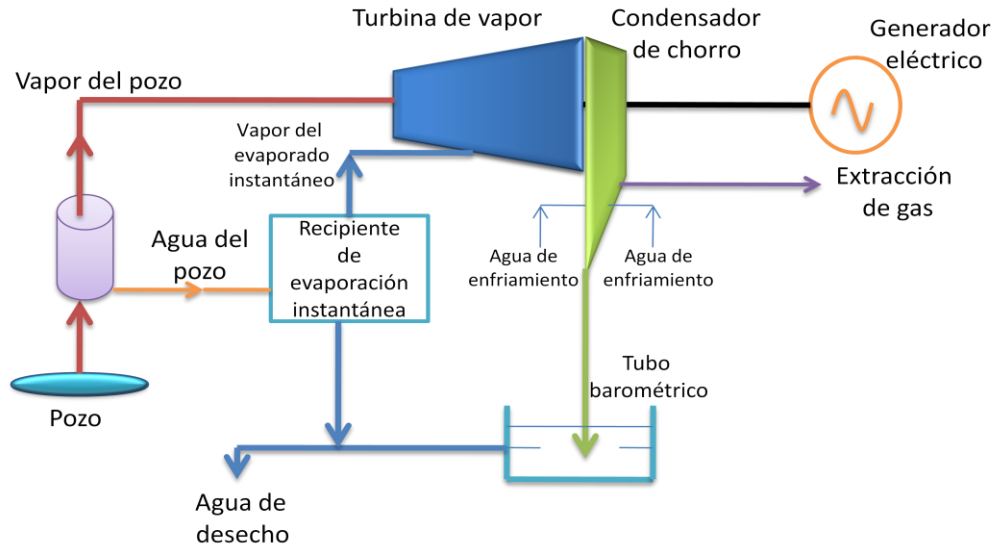 Turbina de vapor
Condensador
de chorro
Generador
eléctrico
Vapor del pozo
Vapor del
evaporado
instantáneo
Extracción
de gas
Agua del
pozo
Recipiente
de
evaporación
instantánea
Agua de
enfriamiento
Agua de
enfriamiento
Tubo
barométrico
Pozo
Agua de
desecho